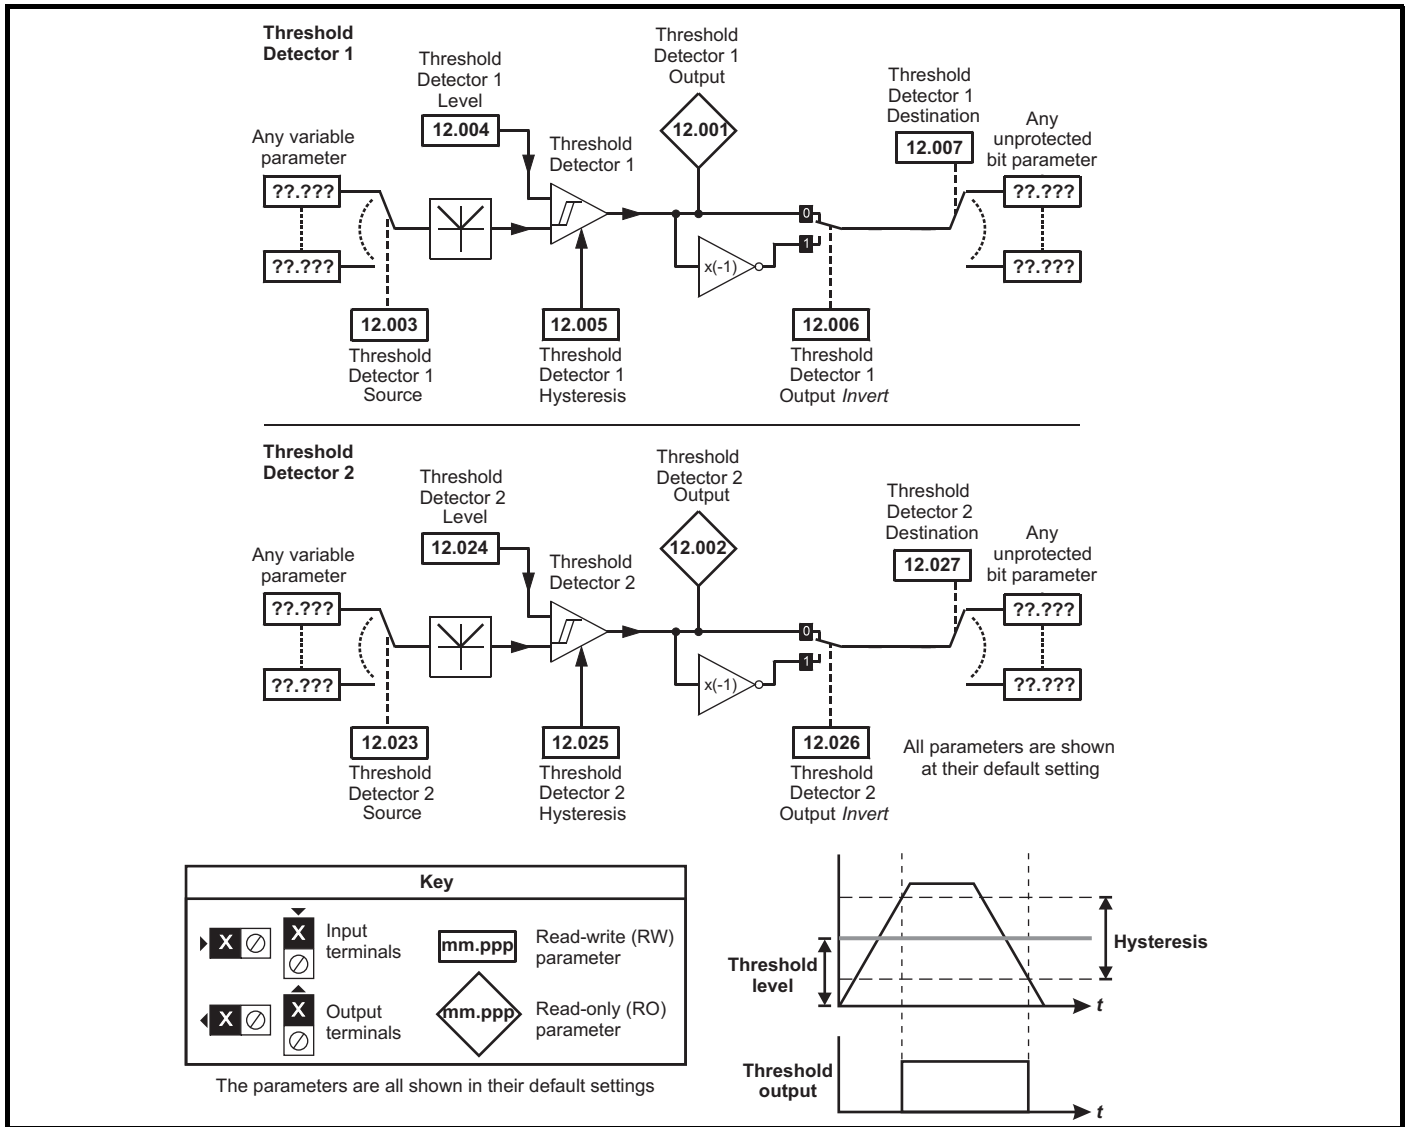 Threshold
Detector 1
Threshold
Detector 1
Level
12.004
Threshold
Detector 1
Output
12.001
Threshold
Detector 1
Destination
12.007
Any variable
parameter
??.???
??.???
Threshold
Detector 1
x(-1)
0
1
Any
unprotected
bit parameter
??.???
??.???
12.003
Threshold
Detector 1
Source
12.005
Threshold
Detector 1
Hysteresis
12.006
Threshold
Detector 1
Output Invert
Threshold
Detector 2
Threshold
Detector 2
Level
12.024
Threshold
Detector 2
Output
12.002
Threshold
Detector 2
Destination
12.027
Any variable
parameter
??.???
??.???
Threshold
Detector 2
x(-1)
0
1
Any
unprotected
bit parameter
??.???
??.???
12.023
Threshold
Detector 2
Source
12.025
Threshold
Detector 2
Hysteresis
12.026
Threshold
Detector 2
Output Invert
All parameters are shown
at their default setting
Key
X
X
Input
terminals
mm.ppp
Read-write (RW)
parameter
X
X
Output
terminals
mm.ppp
Read-only (RO)
parameter
The parameters are all shown in their default settings
Threshold
level
Hysteresis
t
Threshold
output
t